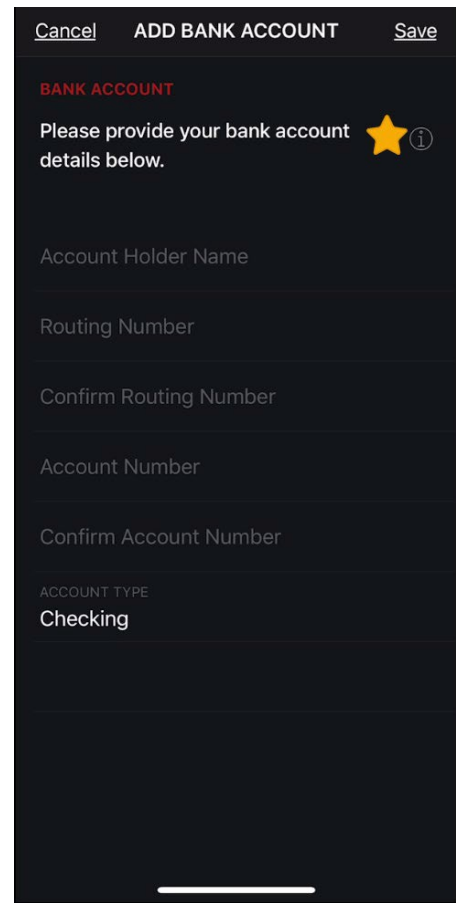 Cancel ADD BANK ACCOUNT Save
BANK ACCOUNT
Please provide your bank account
details below.
Account Holder Name
Routing Number
Confirm Routing Number
Account Number
Confirm Account Number
ACCOUNT TYPE
Checking